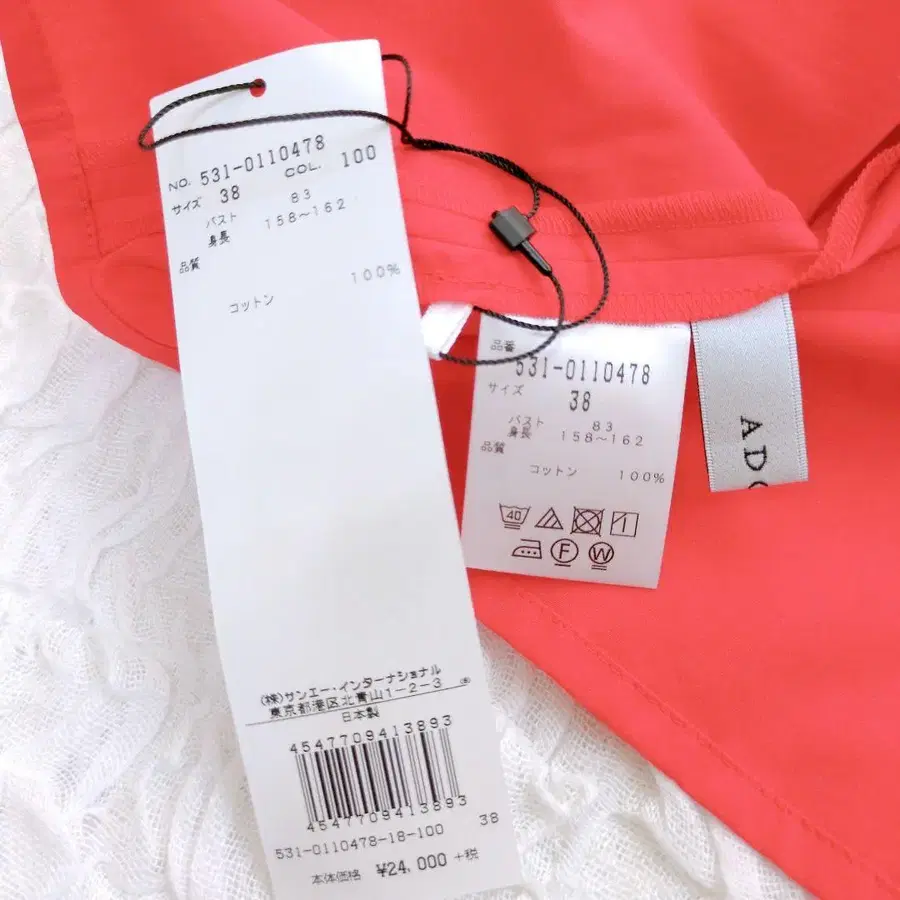 NO. 531-0110478
サイズ 38 COL. 100
バスト 83
身長 158～162
品質
100%
コットン
(株)サンエー・インターナショナル
東京都港区北青山1-2-3
日本製
4547709413893
4547709413893
531-0110478-18-100 38
本体価格 ¥24,000 +税
品番
531-0110478
サイズ
38
バスト 83
身長 158～162
品質
コットン 100%
40
F
W
ADO